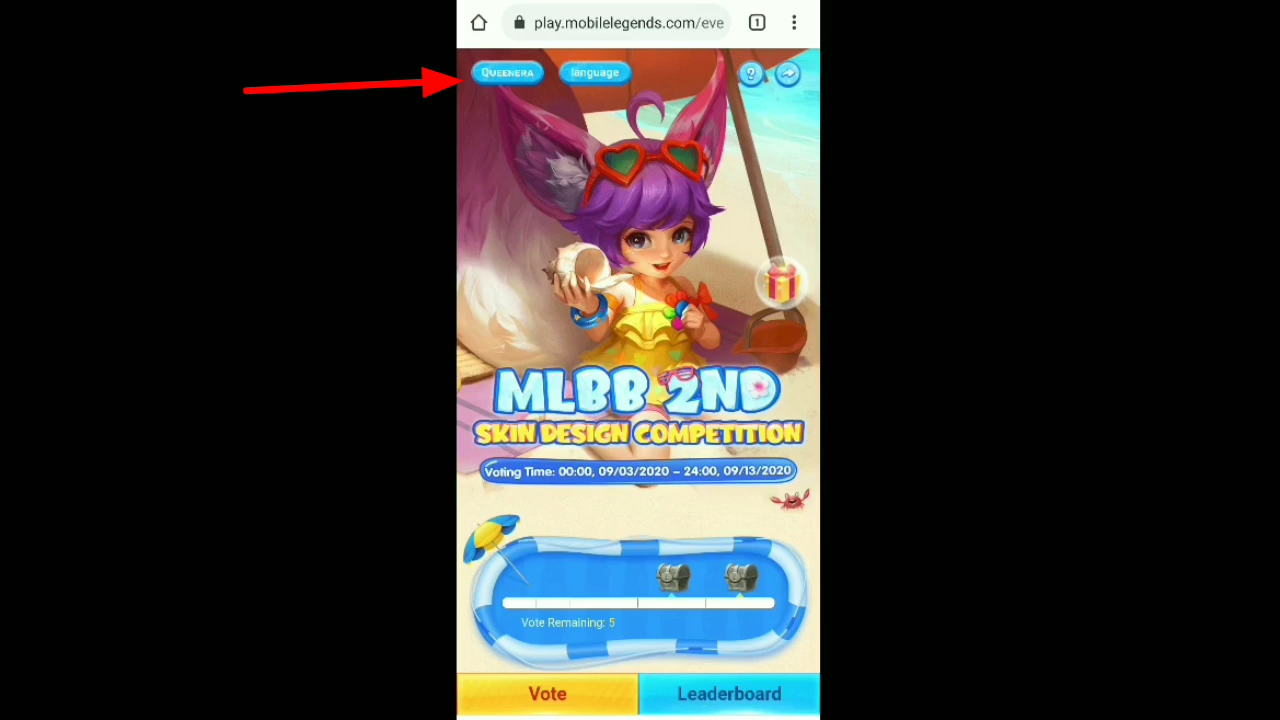 play.mobilelegends.com/eve
1
QUEENERA
language
?
MLBB 2ND
SKIN DESIGN COMPETITION
Voting Time: 00:00, 09/03/2020 – 24:00, 09/13/2020
Vote Remaining: 5
Vote
Leaderboard